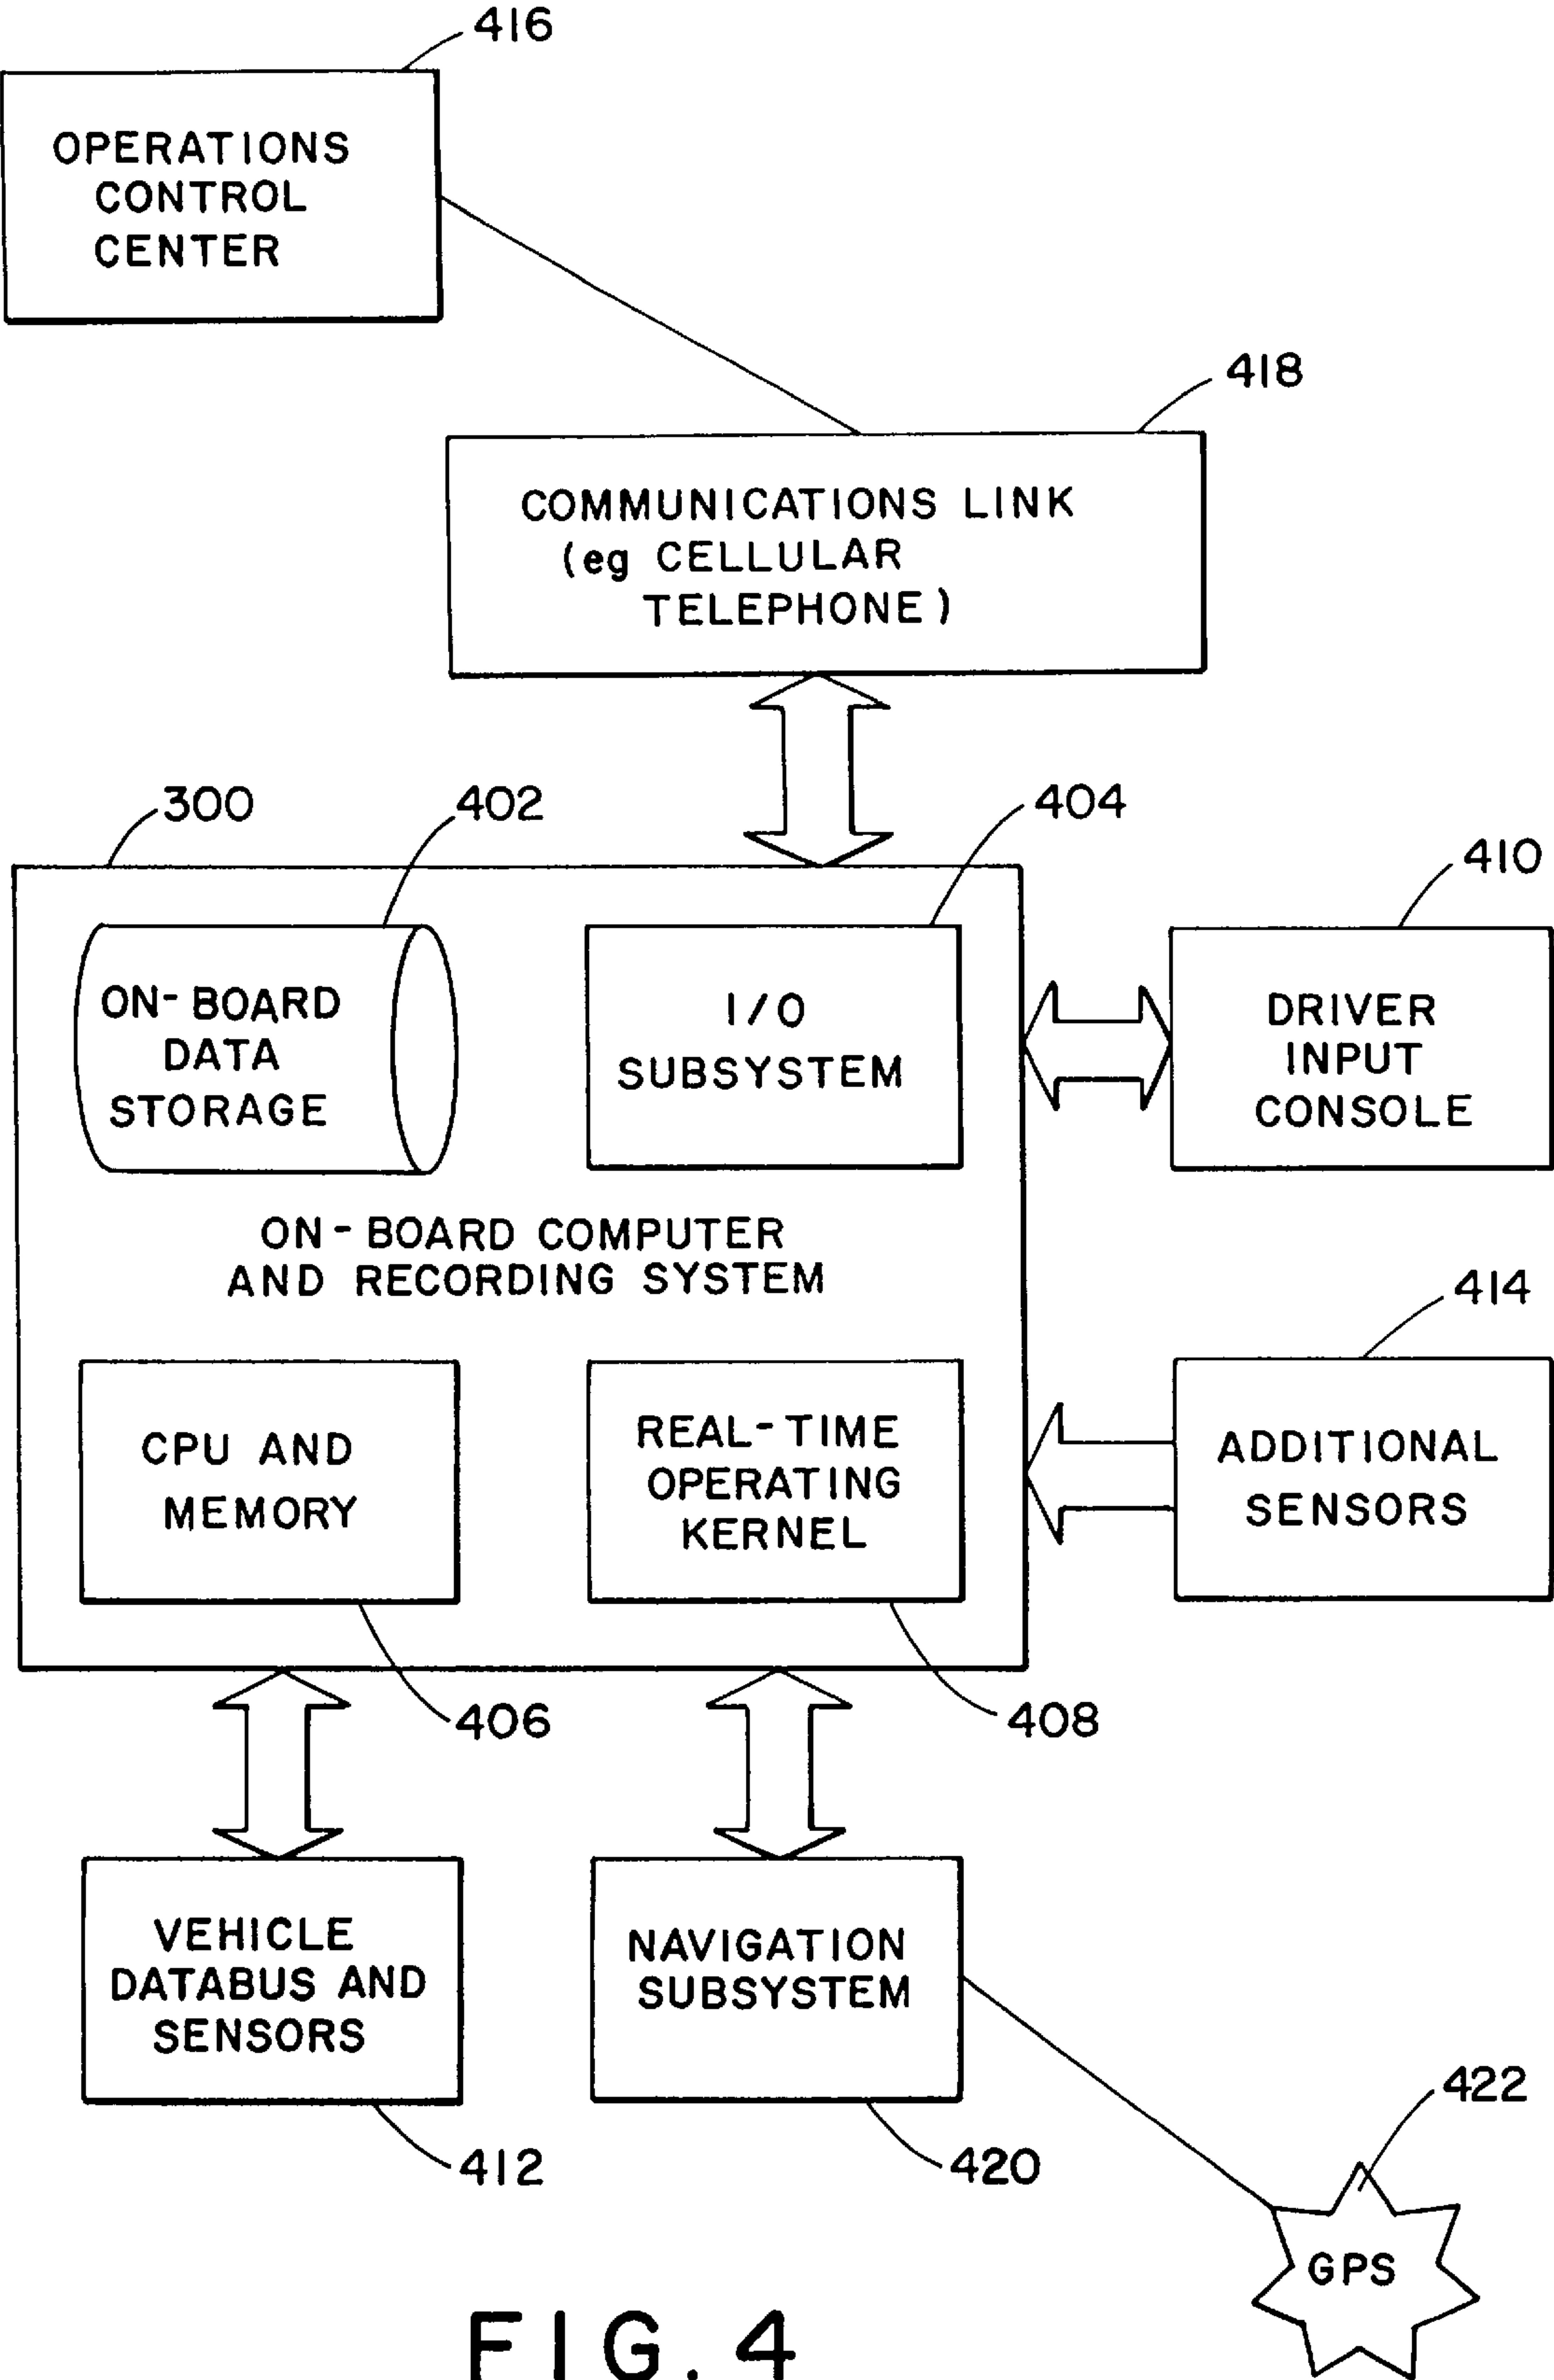 416
OPERATIONS
CONTROL
CENTER
418
COMMUNICATIONS LINK
(eg CELLULAR
TELEPHONE)
300
402
404
410
ON-BOARD
DATA
STORAGE
I/O
SUBSYSTEM
DRIVER
INPUT
CONSOLE
ON-BOARD COMPUTER
AND RECORDING SYSTEM
414
CPU AND
MEMORY
REAL-TIME
OPERATING
KERNEL
ADDITIONAL
SENSORS
406
408
VEHICLE
DATABUS AND
SENSORS
NAVIGATION
SUBSYSTEM
412
420
422
GPS
FIG. 4